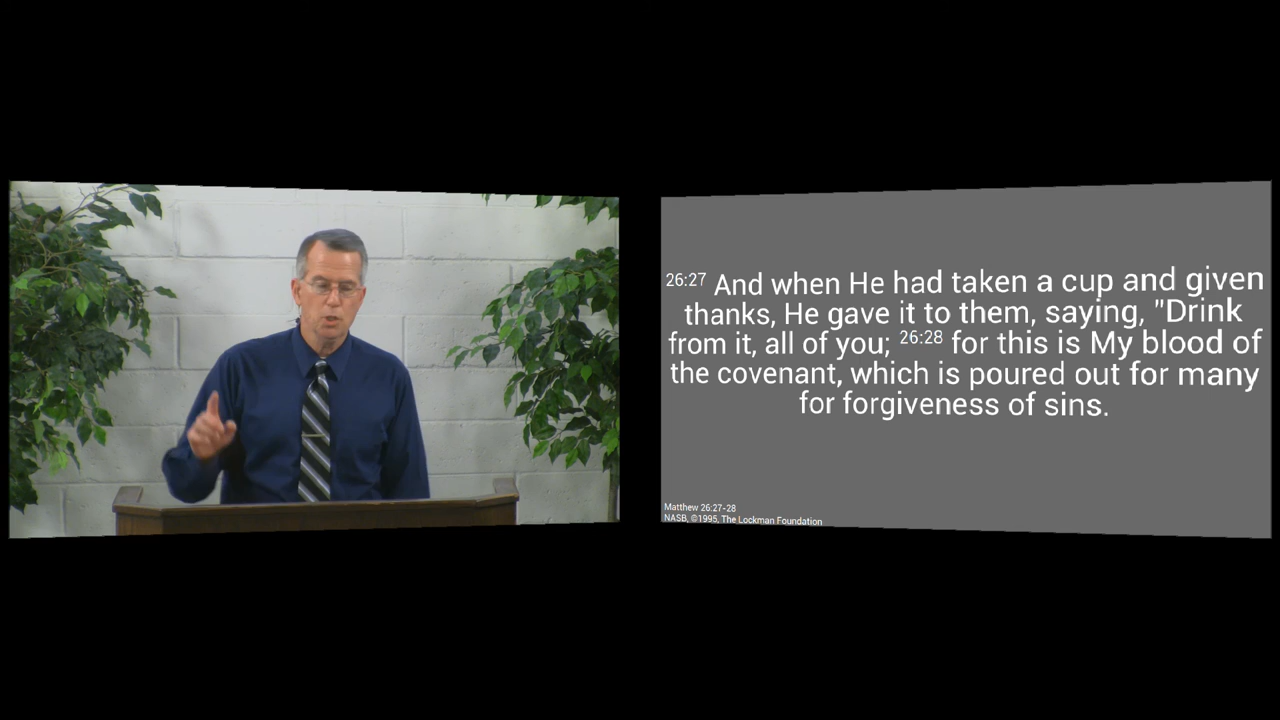 26:27 And when He had taken a cup and given
thanks, He gave it to them, saying, "Drink
from it, all of you; 26:28 for this is My blood of
the covenant, which is poured out for many
for forgiveness of sins.
Matthew 26:27-28
NASB, ©1995, The Lockman Foundation